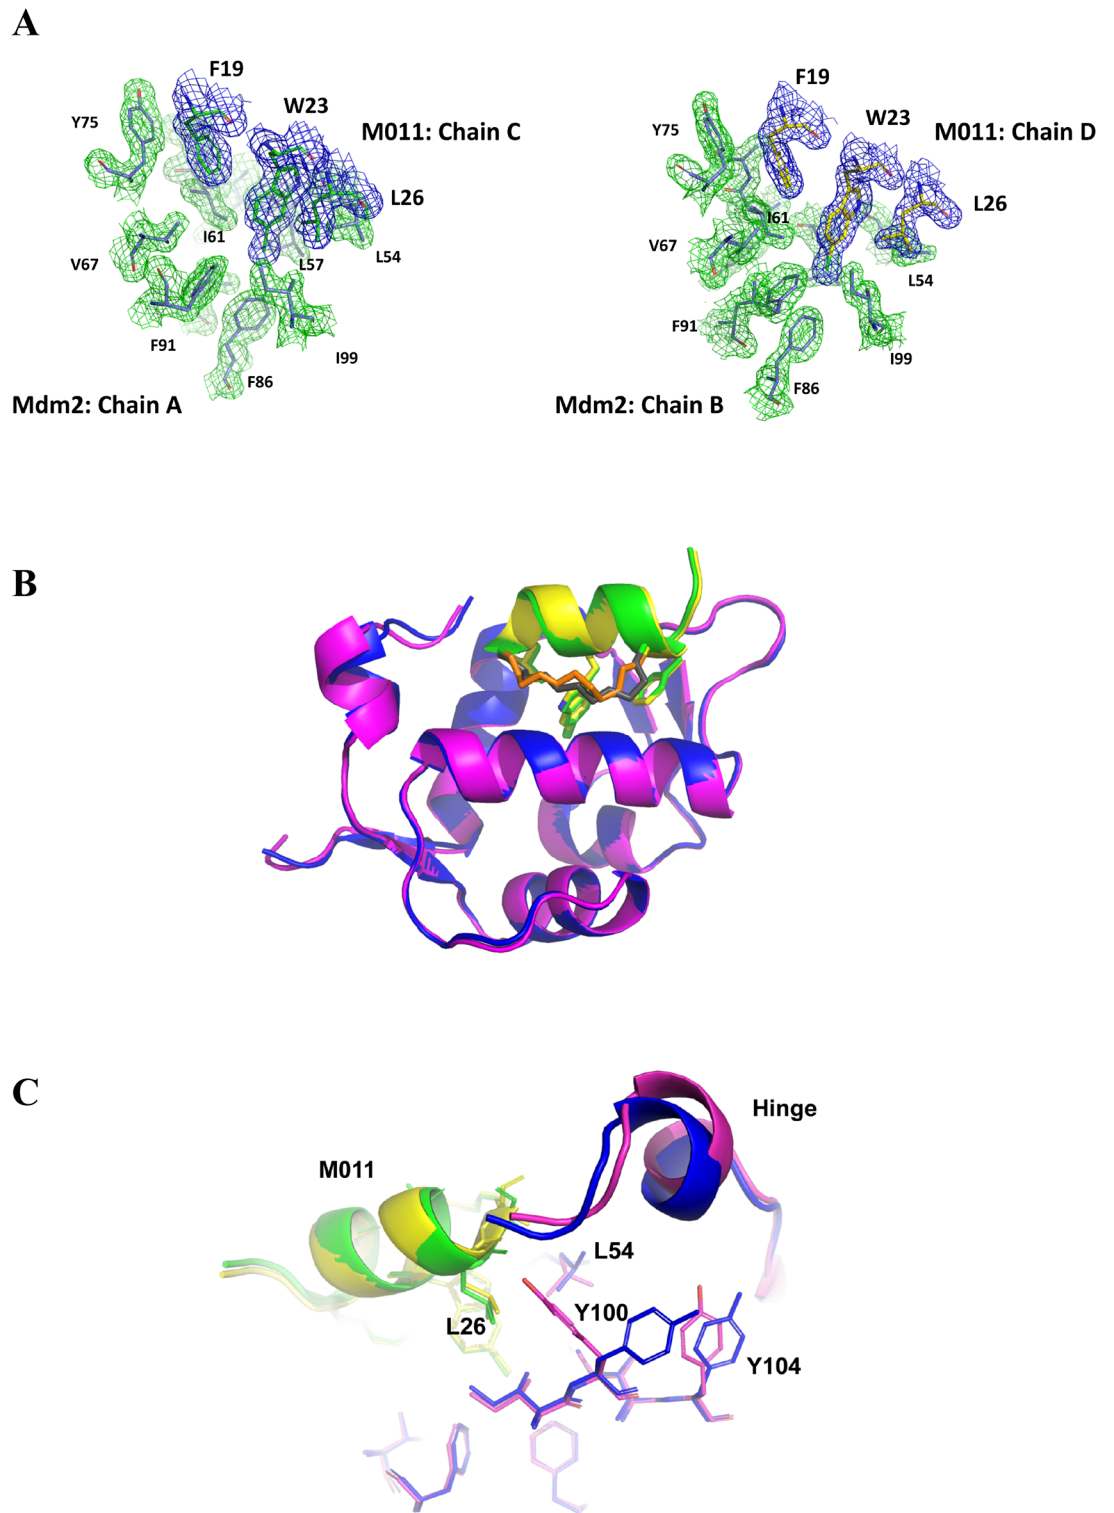 A
F19
W23
Y75
M011: Chain C
L26
I61
V67
L57
L54
F91
I99
F86
Mdm2: Chain A
F19
W23
Y75
M011: Chain D
L26
I61
V67
L54
F91
I99
F86
Mdm2: Chain B
B
C
Hinge
M011
L54
Y100
L26
Y104